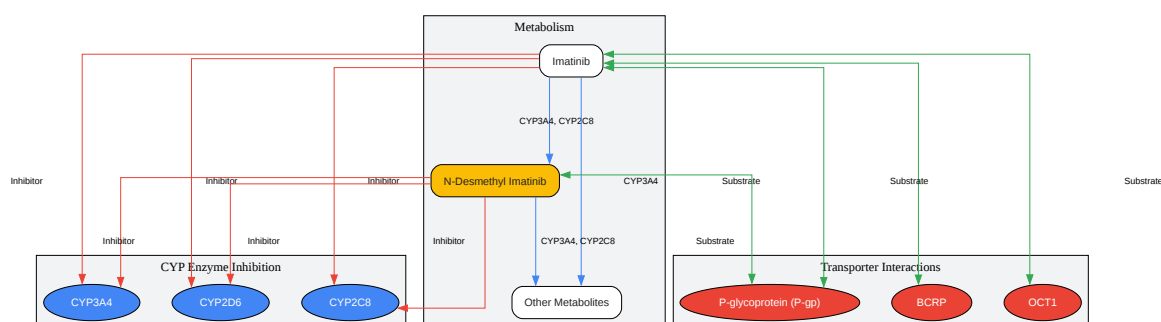 Metabolism
Imatinib
CYP3A4, CYP2C8
N-Desmethyl Imatinib
Inhibitor
Inhibitor
Inhibitor
CYP3A4
Substrate
Substrate
Substrate
Inhibitor
Inhibitor
Inhibitor
CYP3A4, CYP2C8
Substrate
CYP Enzyme Inhibition
Transporter Interactions
CYP3A4
CYP2D6
CYP2C8
Other Metabolites
P-glycoprotein (P-gp)
BCRP
OCT1